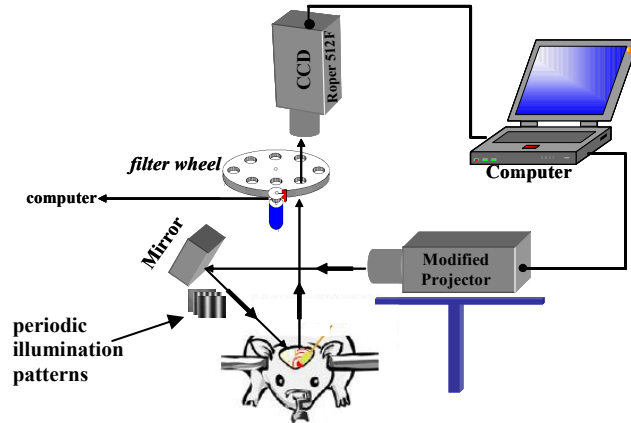 CCD
Roper 512F
filter wheel
computer
Computer
Mirror
Modified
Projector
periodic
illumination
patterns